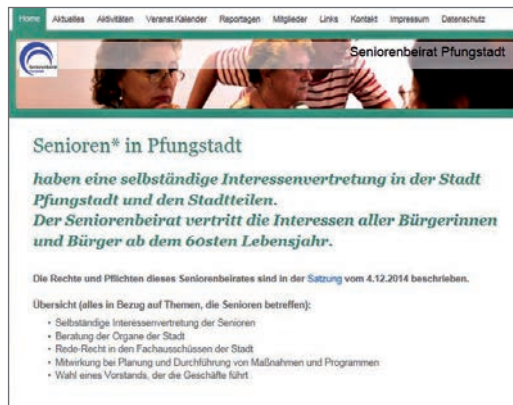 Home Aktuelles Aktivitäten Veranst.Kalender Reportagen Mitglieder Links Kontakt Impressum Datenschutz
Seniorenbeirat Pfungstadt
Senioren* in Pfungstadt
haben eine selbständige Interessenvertretung in der Stadt
Pfungstadt und den Stadtteilen.
Der Seniorenbeirat vertritt die Interessen aller Bürgerinnen
und Bürger ab dem 60sten Lebensjahr.
Die Rechte und Pflichten dieses Seniorenbeirates sind in der Satzung vom 4.12.2014 beschrieben.
Übersicht (alles in Bezug auf Themen, die Senioren betreffen):
• Selbständige Interessenvertretung der Senioren
• Beratung der Organe der Stadt
• Rede-Recht in den Fachausschüssen der Stadt
• Mitwirkung bei Planung und Durchführung von Maßnahmen und Programmen
• Wahl eines Vorstands, der die Geschäfte führt